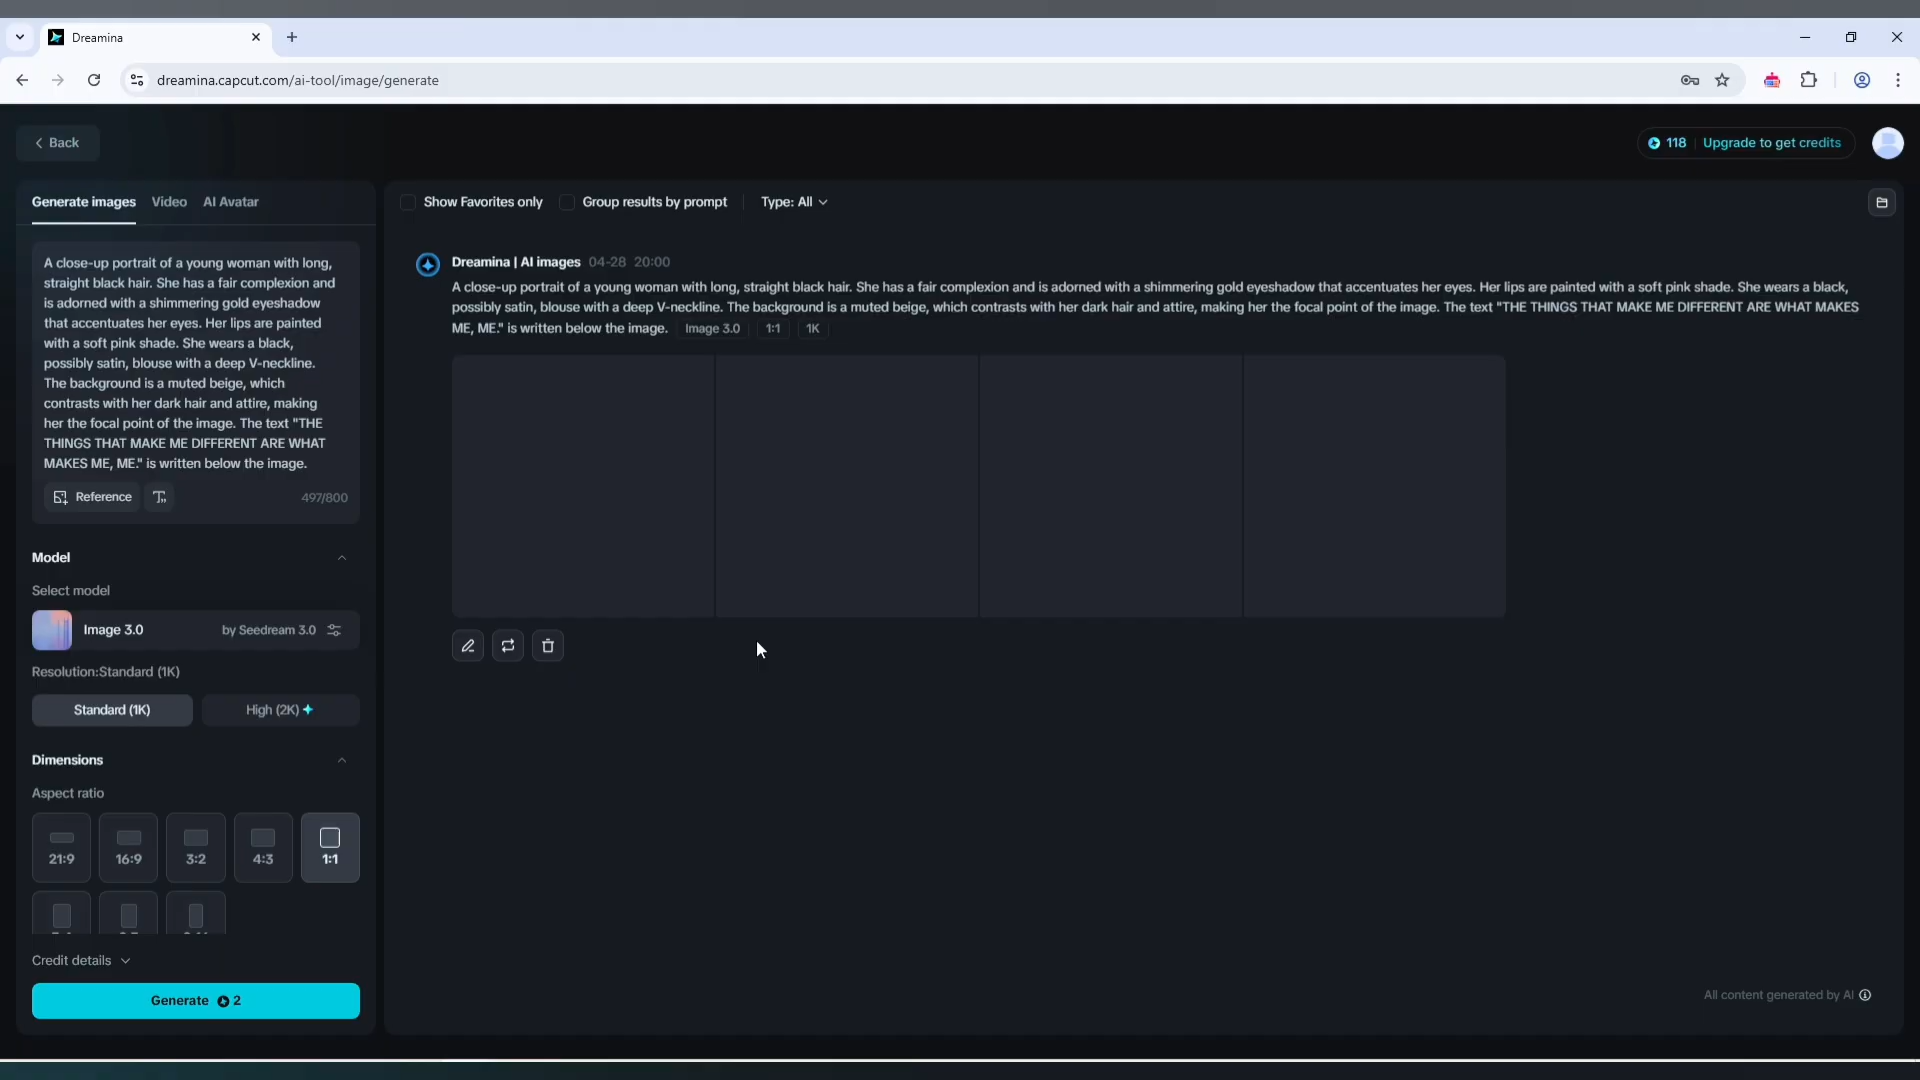 Dreamina
dreamina.capcut.com/ai-tool/image/generate
Back
118
Upgrade to get credits
Generate images
Video
AI Avatar
Show Favorites only
Group results by prompt
Type: All
A close-up portrait of a young woman with long,
straight black hair. She has a fair complexion and
is adorned with a shimmering gold eyeshadow
that accentuates her eyes. Her lips are painted
with a soft pink shade. She wears a black,
possibly satin, blouse with a deep V-neckline.
The background is a muted beige, which
contrasts with her dark hair and attire, making
her the focal point of the image. The text "THE
THINGS THAT MAKE ME DIFFERENT ARE WHAT
MAKES ME, ME." is written below the image.
Reference
497/800
Dreamina | AI images 04-28 20:00
A close-up portrait of a young woman with long, straight black hair. She has a fair complexion and is adorned with a shimmering gold eyeshadow that accentuates her eyes. Her lips are painted with a soft pink shade. She wears a black,
possibly satin, blouse with a deep V-neckline. The background is a muted beige, which contrasts with her dark hair and attire, making her the focal point of the image. The text "THE THINGS THAT MAKE ME DIFFERENT ARE WHAT MAKES
ME, ME." is written below the image. Image 3.0 1:1 1K
Model
Select model
Image 3.0
by Seedream 3.0
Resolution:Standard (1K)
Standard (1K)
High (2K)
Dimensions
Aspect ratio
21:9
16:9
3:2
4:3
1:1
Credit details
Generate 2
All content generated by AI